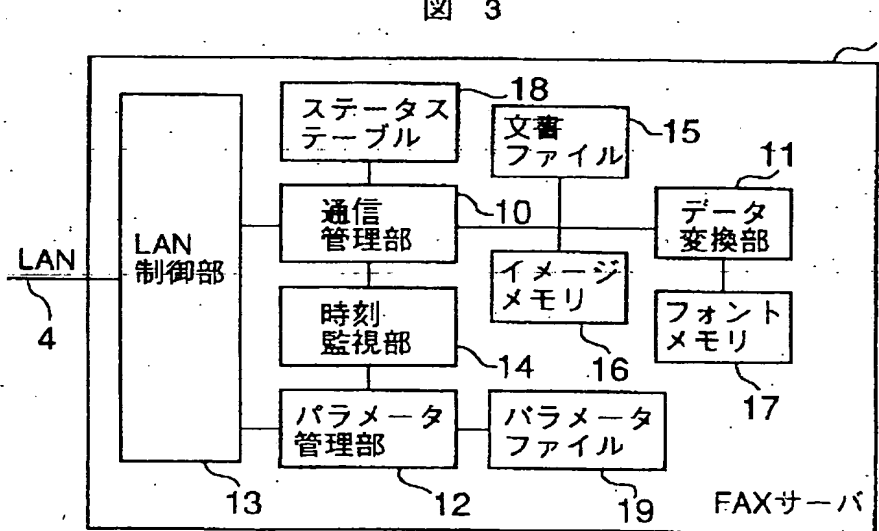 図 3
18
ステータス
テーブル
文書
ファイル
15
11
通信
管理部
10
データ
変換部
LAN
LAN
制御部
イメージ
メモリ
4
時刻
監視部
14
16
フォント
メモリ
17
パラメータ
管理部
パラメータ
ファイル
13
12
19
FAXサーバ